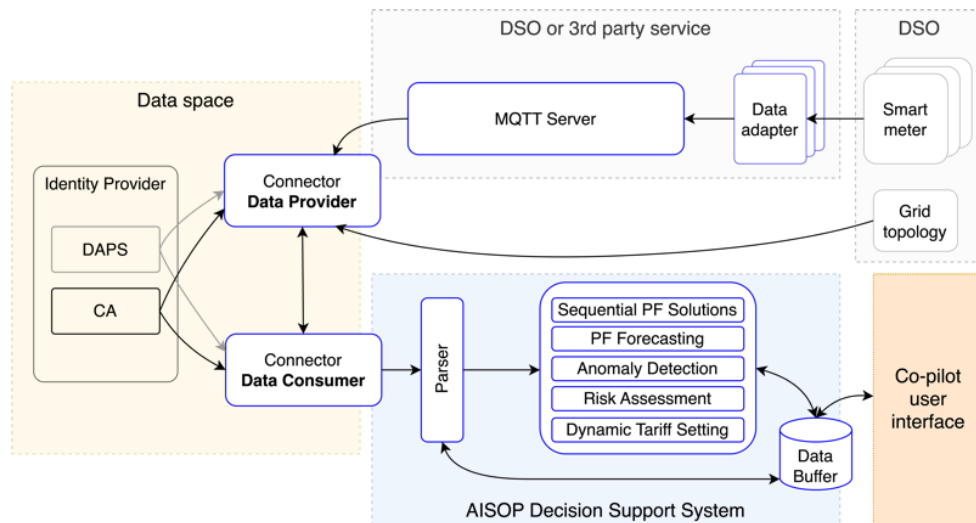 DSO or 3rd party service
DSO
Data space
MQTT Server
Data
adapter
Smart
meter
Identity Provider
Connector
Data Provider
DAPS
Grid
topology
CA
Connector
Data Consumer
Parser
Sequential PF Solutions
PF Forecasting
Anomaly Detection
Risk Assessment
Dynamic Tariff Setting
Co-pilot
user
interface
Data
Buffer
AISOP Decision Support System